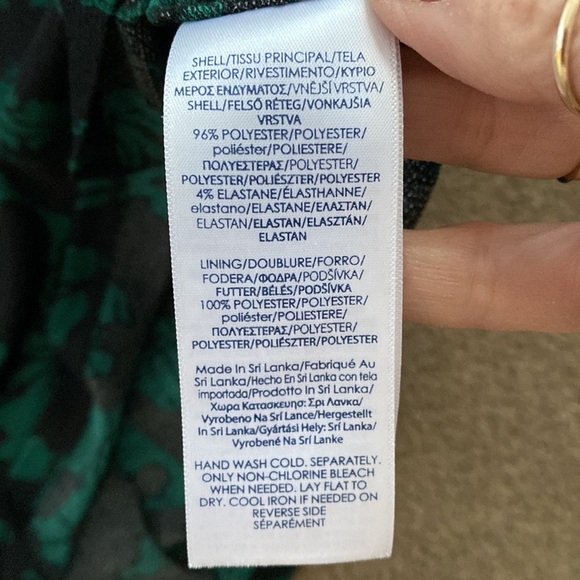 SHELL/TISSU PRINCIPAL/TELA
EXTERIOR/RIVESTIMENTO/ΚΥΡΙΟ
ΜΕΡΟΣ ΕΝΔΥΜΑΤΟΣ/VNĚJŠÍ VRSTVA/
SHELL/FELSŐ RÉTEG/VONKAJŠIA
VRSTVA
96% POLYESTER/POLYESTER/
poliéster/POLIESTERE/
ΠΟΛΥΕΣΤΕΡΑΣ/POLYESTER/
POLYESTER/POLIÉSZTER/POLYESTER
4% ELASTANE/ÉLASTHANNE/
elastano/ELASTANE/ΕΛΑΣΤΑΝ/
ELASTAN/ELASTAN/ELASZTÁN/
ELASTAN
LINING/DOUBLURE/FORRO/
FODERA/ΦΟΔΡΑ/PODŠÍVKA/
FUTTER/BÉLÉS/PODŠÍVKA
100% POLYESTER/POLYESTER/
poliéster/POLIESTERE/
ΠΟΛΥΕΣΤΕΡΑΣ/POLYESTER/
POLYESTER/POLIÉSZTER/POLYESTER
Made In Sri Lanka/Fabriqué Au
Sri Lanka/Hecho En Sri Lanka con tela
importada/Prodotto In Sri Lanka/
Χωρα Κατασκευησ: Σρι Λανκα/
Vyrobeno Na Srí Lance/Hergestellt
In Sri Lanka/Gyártási Hely: Srí Lanka/
Vyrobené Na Srí Lanke
HAND WASH COLD. SEPARATELY.
ONLY NON-CHLORINE BLEACH
WHEN NEEDED. LAY FLAT TO
DRY. COOL IRON IF NEEDED ON
REVERSE SIDE
SÉPARÉMENT